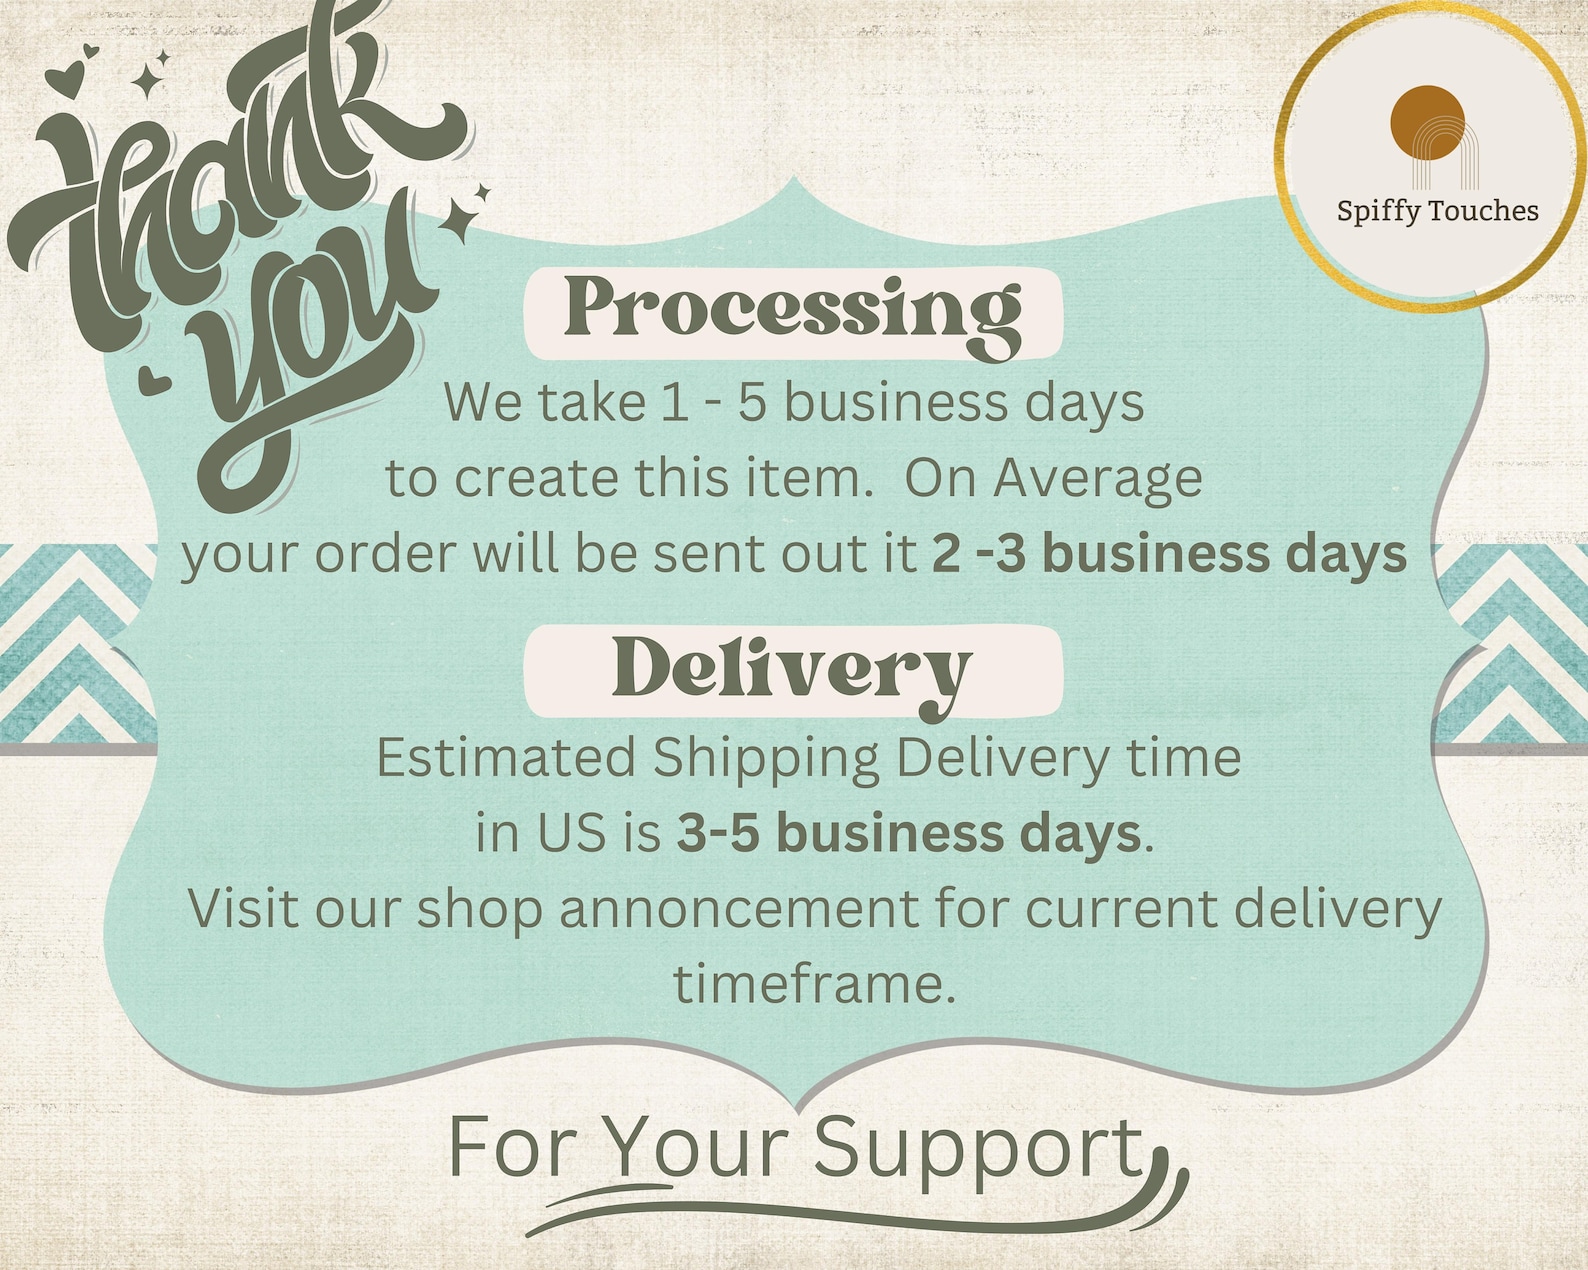 thank
you
Spiffy Touches
Processing
We take 1 - 5 business days
to create this item. On Average
your order will be sent out it 2 -3 business days
Delivery
Estimated Shipping Delivery time
in US is 3-5 business days.
Visit our shop annoncement for current delivery
timeframe.
For Your Support